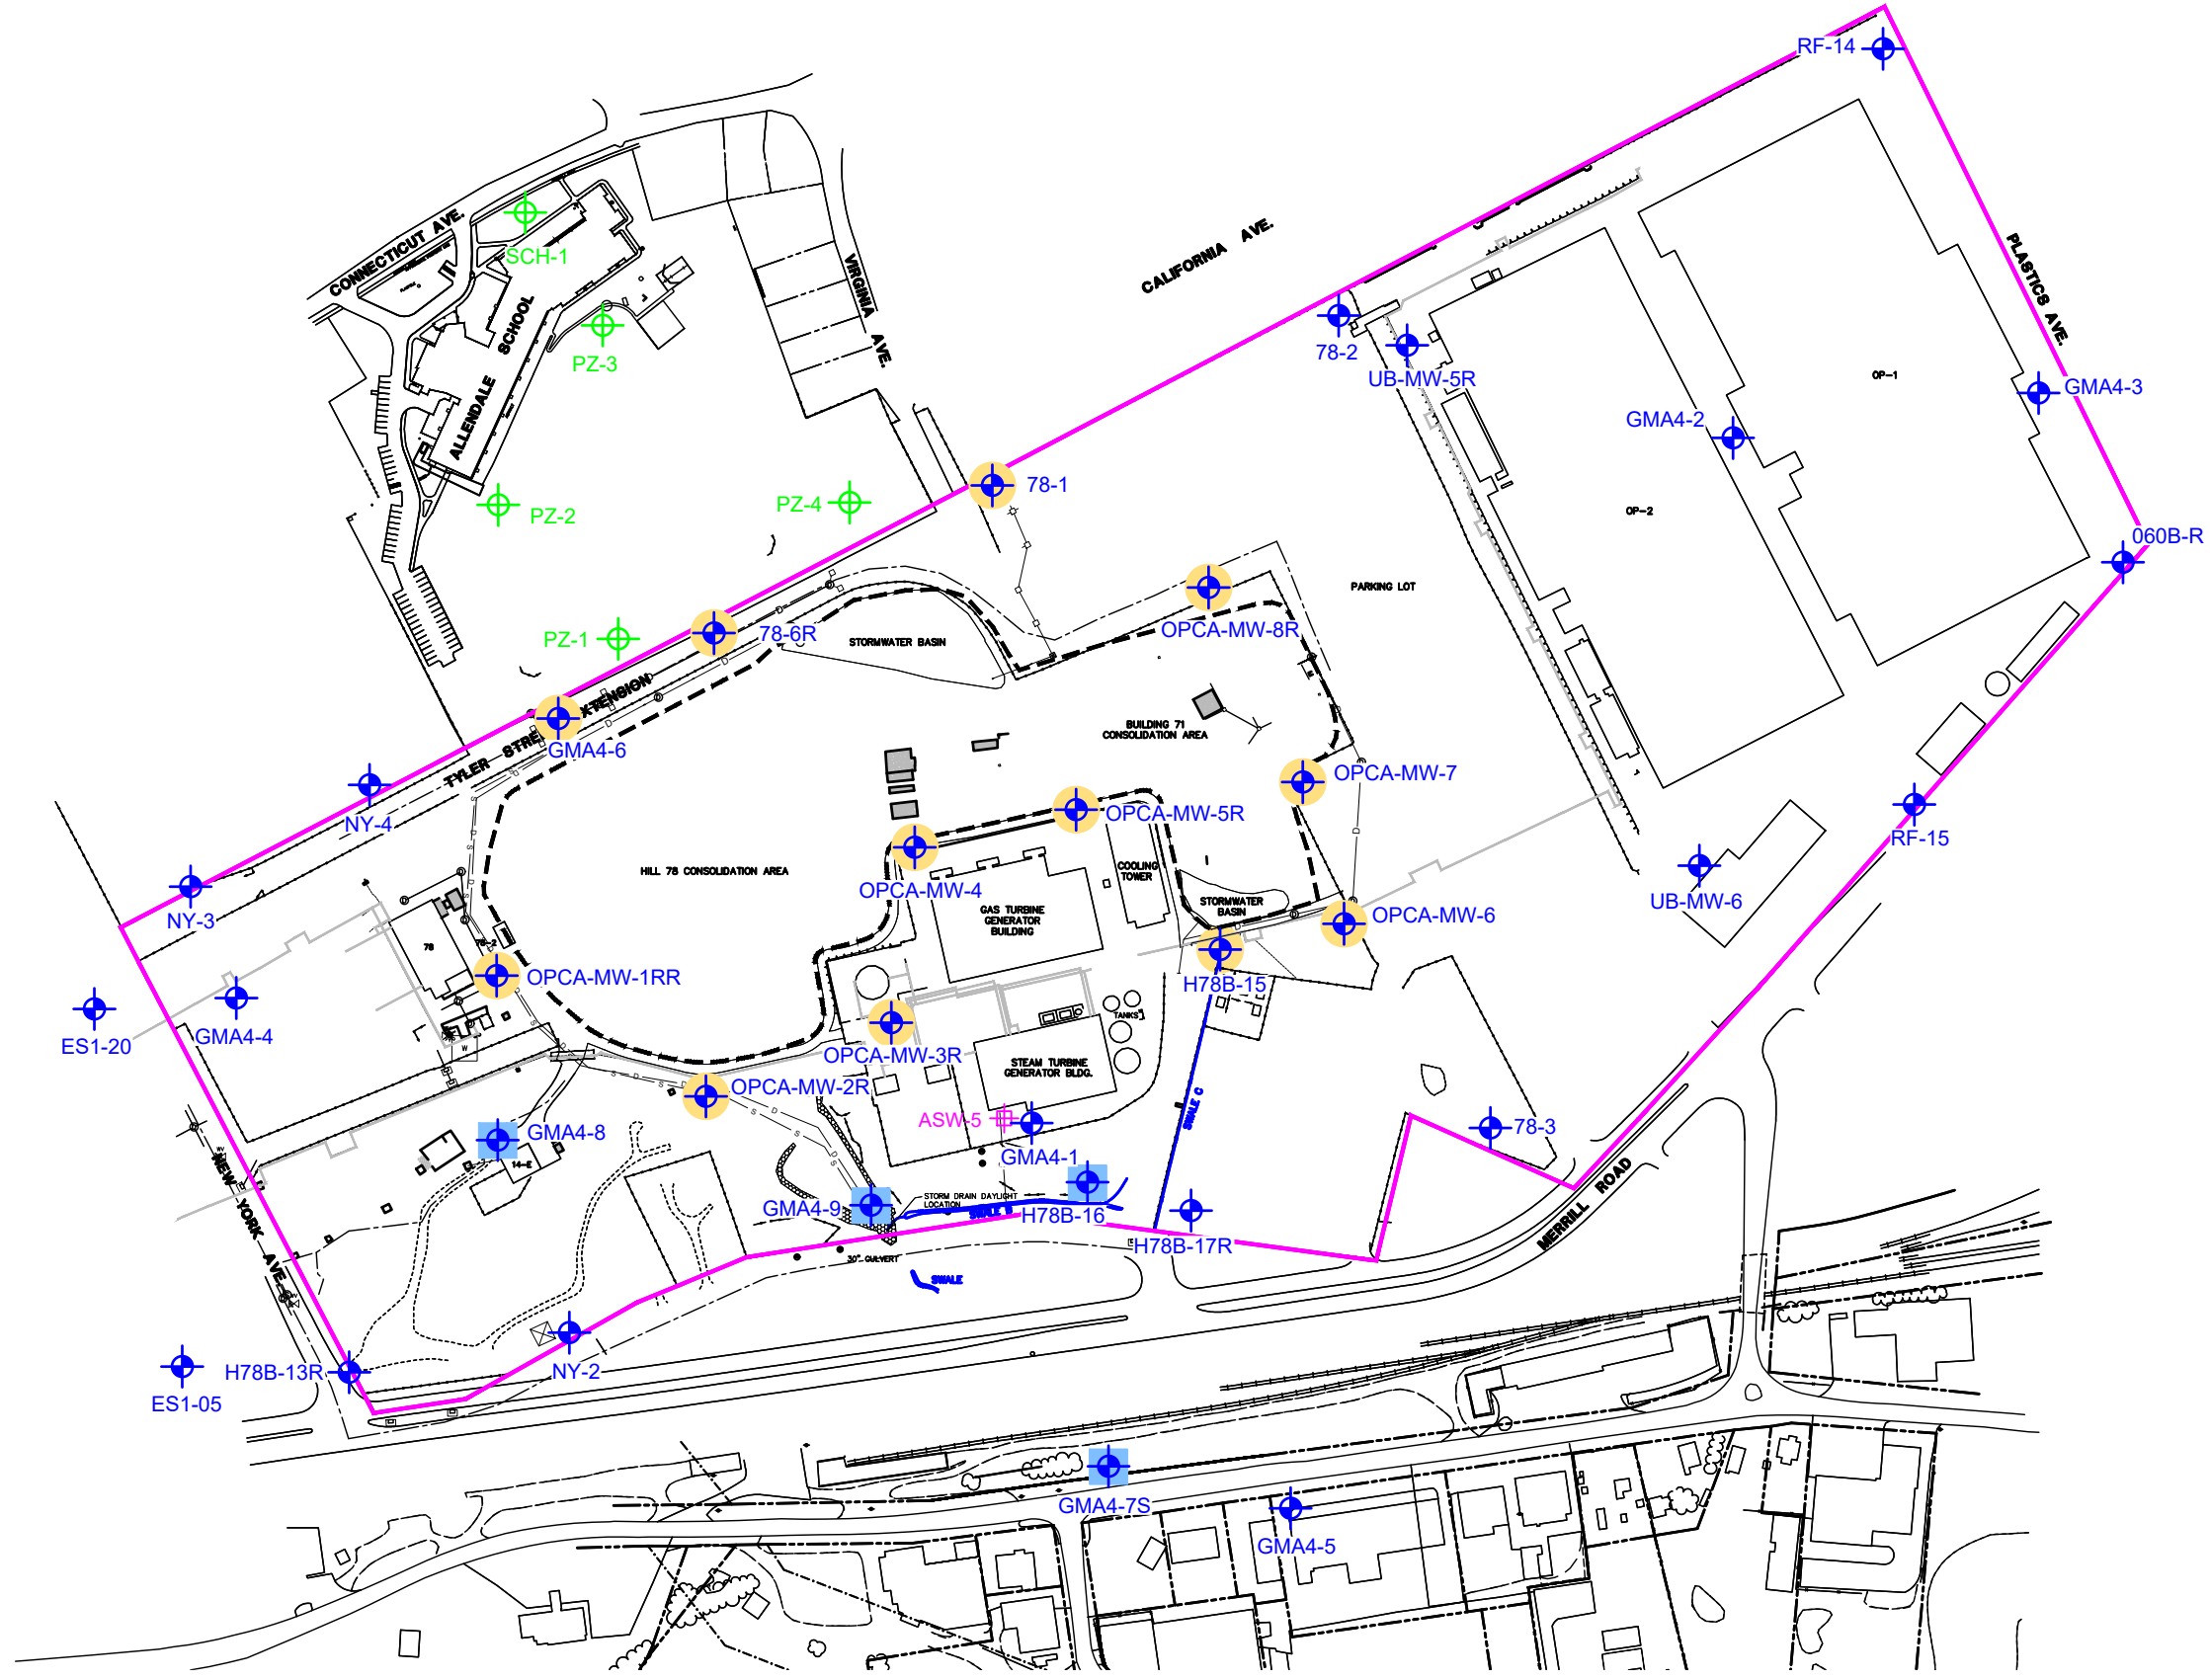 RF-14
CONNECTICUT AVE.
SCH-1
ALLENDALE SCHOOL
VIRGINIA AVE.
CALIFORNIA AVE.
PLASTICS AVE.
PZ-3
78-2
UB-MW-5R
OP-1
GMA4-3
GMA4-2
78-1
PZ-4
PZ-2
OP-2
060B-R
PARKING LOT
PZ-1
78-6R
STORMWATER BASIN
OPCA-MW-8R
TYLER STRE
XTENSION
GMA4-6
BUILDING 71
CONSOLIDATION AREA
OPCA-MW-7
NY-4
OPCA-MW-5R
RF-15
HILL 78 CONSOLIDATION AREA
OPCA-MW-4
COOLING
TOWER
UB-MW-6
NY-3
GAS TURBINE
GENERATOR
BUILDING
STORMWATER
BASIN
OPCA-MW-6
78
78-2
OPCA-MW-1RR
H78B-15
ES1-20
GMA4-4
TANKS
OPCA-MW-3R
STEAM TURBINE
GENERATOR BLDG.
OPCA-MW-2R
SWALE C
ASW-5
GMA4-8
GMA4-1
78-3
14-E
W
NEW YORK AVE.
STORM DRAIN DAYLIGHT
LOCATION
GMA4-9
SWALE B
H78B-16
H78B-17R
MERRILL ROAD
30" CULVERT
SWALE
H78B-13R
NY-2
ES1-05
GMA4-7S
GMA4-5